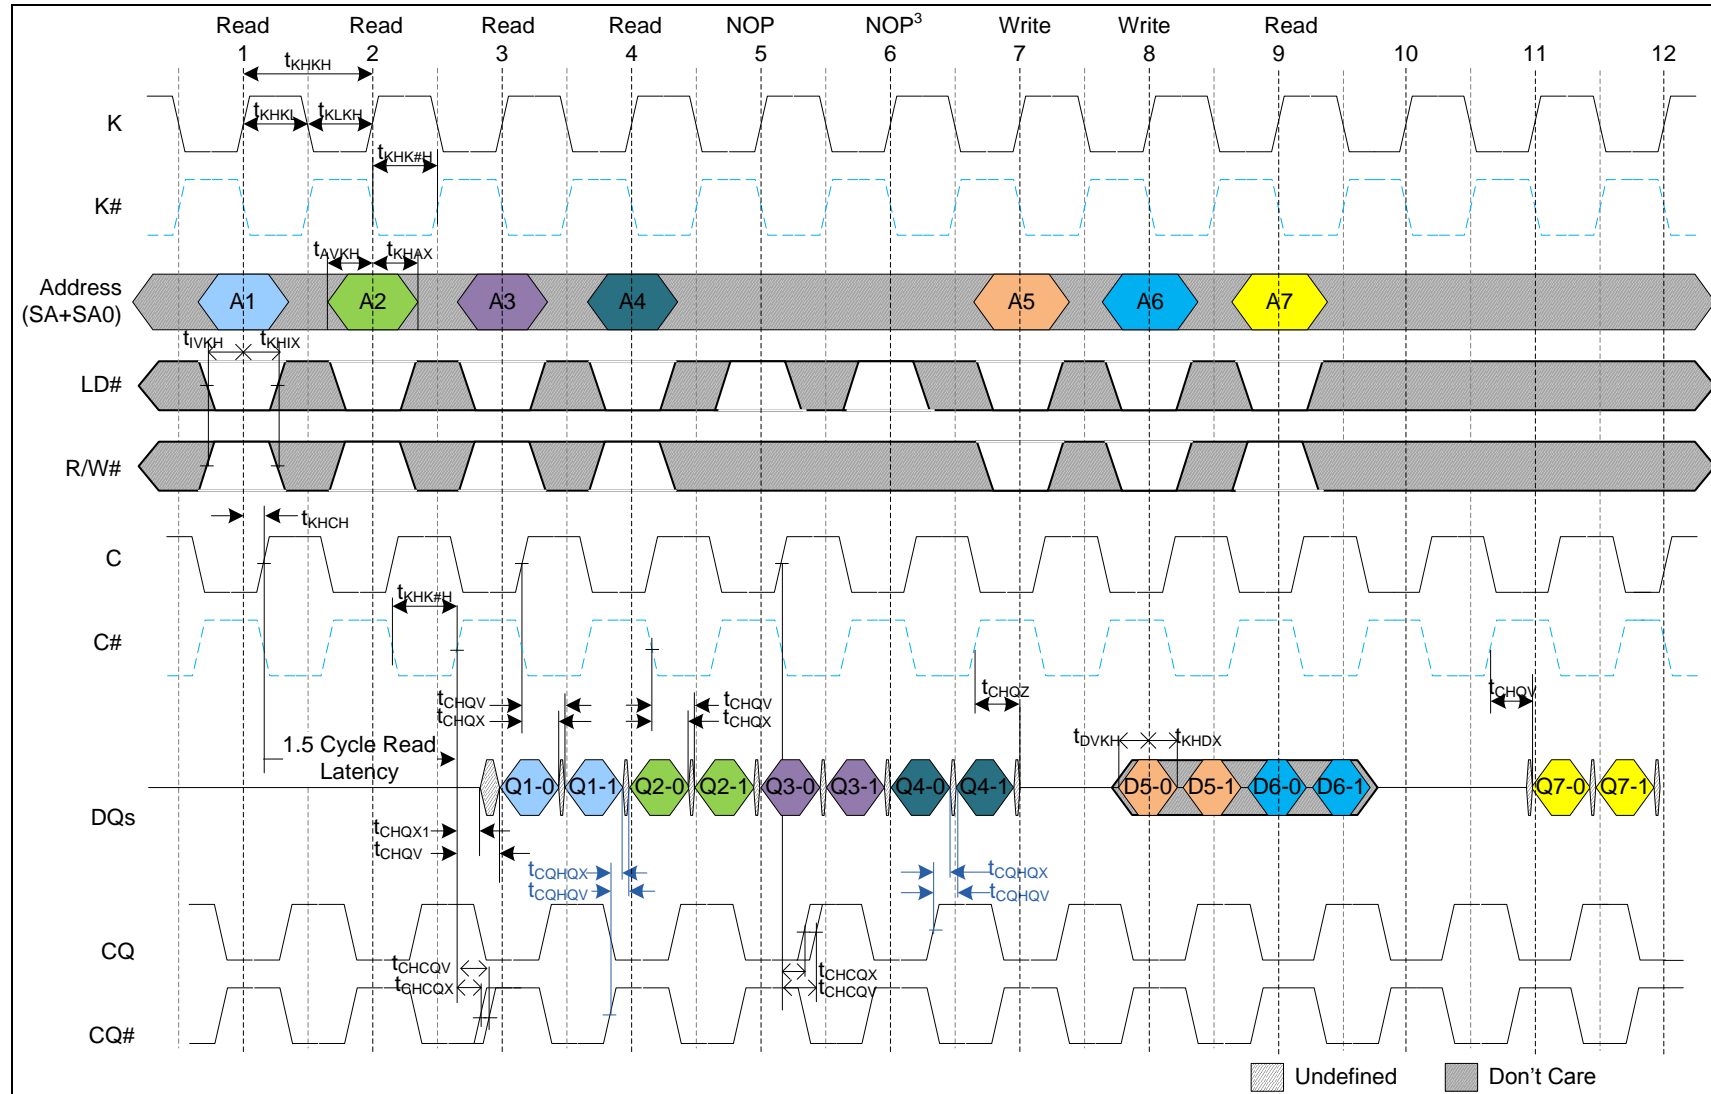 Read Read Read Read NOP NOP³ Write Write Read
1 2 3 4 5 6 7 8 9 10 11 12
tKHKH
K
tKHKL tKLKH
tKHK#H
K#
tAVKH tKHAX
Address
(SA+SA0)
A1 A2 A3 A4 A5 A6 A7
tIVKH tKHIX
LD#
R/W#
tKHCH
C
tKHK#H
C#
tCHQV tCHQV
tCHQX tCHQX
tCHQZ tCHQV
tDVKH tKHDX
1.5 Cycle Read
Latency
DQs
Q1-0 Q1-1 Q2-0 Q2-1 Q3-0 Q3-1 Q4-0 Q4-1 D5-0 D5-1 D6-0 D6-1 Q7-0 Q7-1
tCHQX1
tCHQV
tCQHQX tCQHQX
tCQHQV tCQHQV
CQ
tCHCQV tCHCQX
tCHCQX tCHCQV
CQ#
Undefined Don't Care